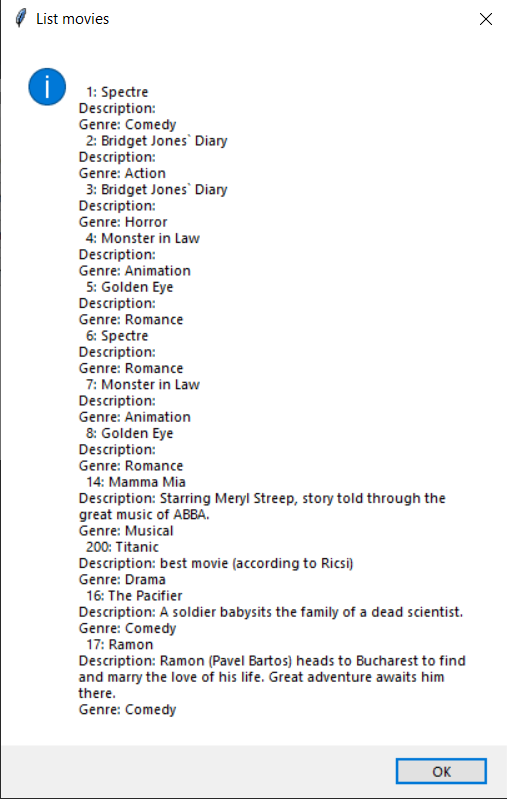 List movies
1: Spectre
Description:
Genre: Comedy
2: Bridget Jones` Diary
Description:
Genre: Action
3: Bridget Jones` Diary
Description:
Genre: Horror
4: Monster in Law
Description:
Genre: Animation
5: Golden Eye
Description:
Genre: Romance
6: Spectre
Description:
Genre: Romance
7: Monster in Law
Description:
Genre: Animation
8: Golden Eye
Description:
Genre: Romance
14: Mamma Mia
Description: Starring Meryl Streep, story told through the
great music of ABBA.
Genre: Musical
200: Titanic
Description: best movie (according to Ricsi)
Genre: Drama
16: The Pacifier
Description: A soldier babysits the family of a dead scientist.
Genre: Comedy
17: Ramon
Description: Ramon (Pavel Bartos) heads to Bucharest to find
and marry the love of his life. Great adventure awaits him
there.
Genre: Comedy
OK